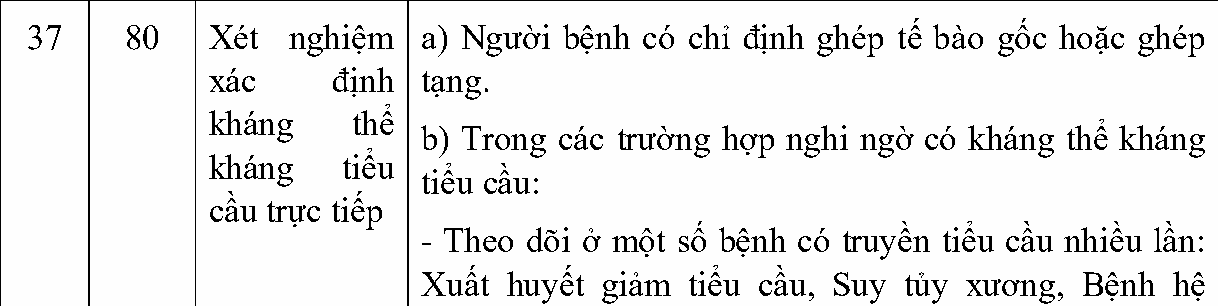 37
80
Xét nghiệm
xác định
kháng thể
kháng tiểu
cầu trực tiếp
a) Người bệnh có chỉ định ghép tế bào gốc hoặc ghép
tạng.
b) Trong các trường hợp nghi ngờ có kháng thể kháng
tiểu cầu:
- Theo dõi ở một số bệnh có truyền tiểu cầu nhiều lần:
Xuất huyết giảm tiểu cầu, Suy tủy xương, Bệnh hệ